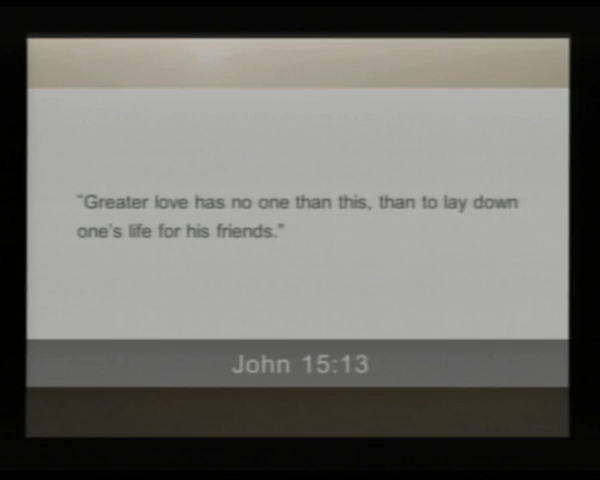 "Greater love has no one than this, than to lay down
one's life for his friends."
John 15:13